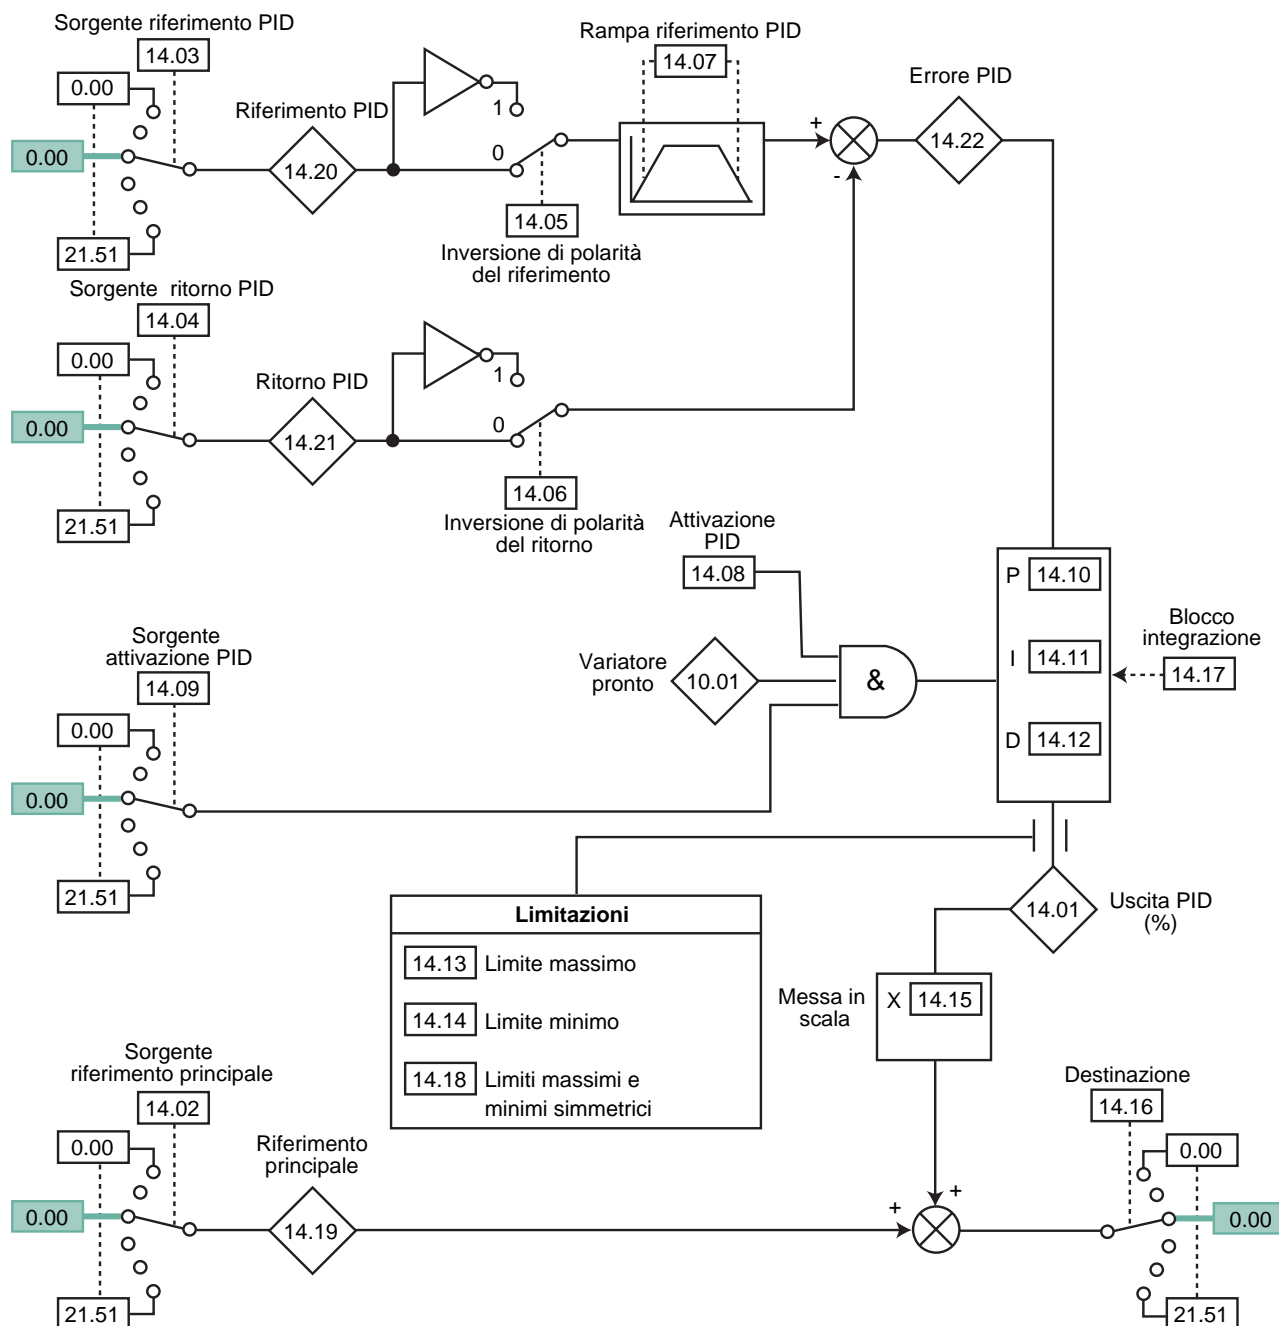 Sorgente riferimento PID
14.03
0.00
0.00
21.51
Riferimento PID
14.20
1
0
14.05
Inversione di polarità
del riferimento
Rampa riferimento PID
14.07
+
-
Errore PID
14.22
Sorgente ritorno PID
14.04
0.00
0.00
21.51
Ritorno PID
14.21
1
0
14.06
Inversione di polarità
del ritorno
Attivazione
PID
14.08
Variatore
pronto
10.01
&
P 14.10
I 14.11
D 14.12
Blocco
integrazione
14.17
Sorgente
attivazione PID
14.09
0.00
0.00
21.51
Limitazioni
14.13 Limite massimo
14.14 Limite minimo
14.18 Limiti massimi e
minimi simmetrici
14.01
Uscita PID
(%)
Messa in
scala
X 14.15
Sorgente
riferimento principale
14.02
0.00
0.00
21.51
Riferimento
principale
14.19
+
+
Destinazione
14.16
0.00
0.00
21.51